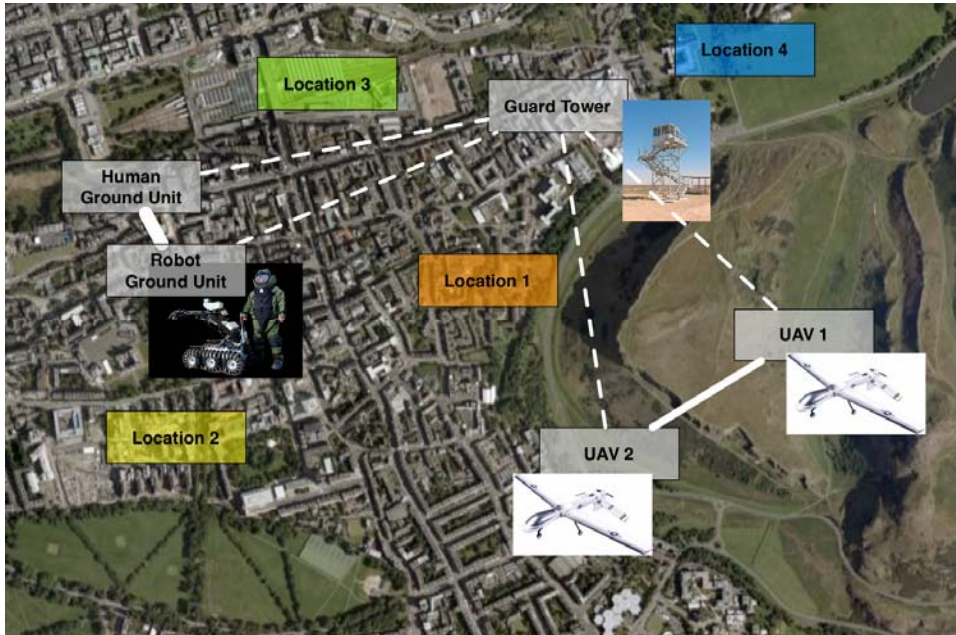 Location 4
Location 3
Guard Tower
Human
Ground Unit
Robot
Ground Unit
Location 1
UAV 1
Location 2
UAV 2